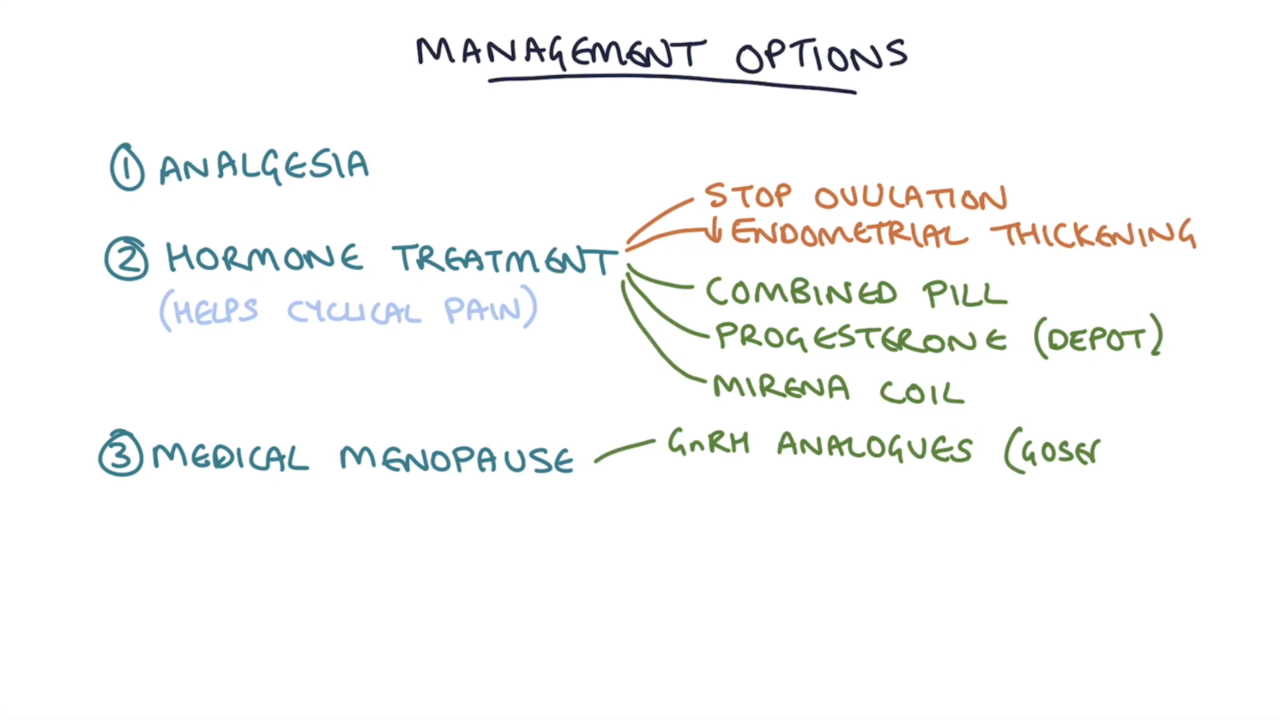 MANAGEMENT OPTIONS
① ANALGESIA
② HORMONE TREATMENT
(HELPS CYCLICAL PAIN)
STOP OVULATION
↓ ENDOMETRIAL THICKENING
COMBINED PILL
PROGESTERONE (DEPOT)
MIRENA COIL
③ MEDICAL MENOPAUSE
GnRH ANALOGUES (GOSER